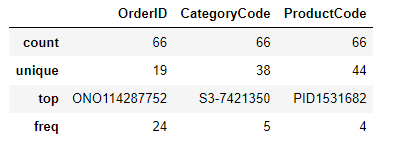 OrderID CategoryCode ProductCode
count 66 66 66
unique 19 38 44
top ONO114287752 S3-7421350 PID1531682
freq 24 5 4